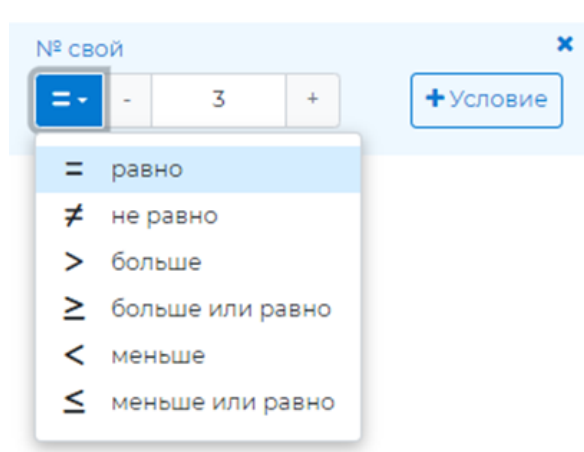 № свой ×
= - 3 + +Условие
= равно
≠ не равно
> больше
≥ больше или равно
< меньше
≤ меньше или равно